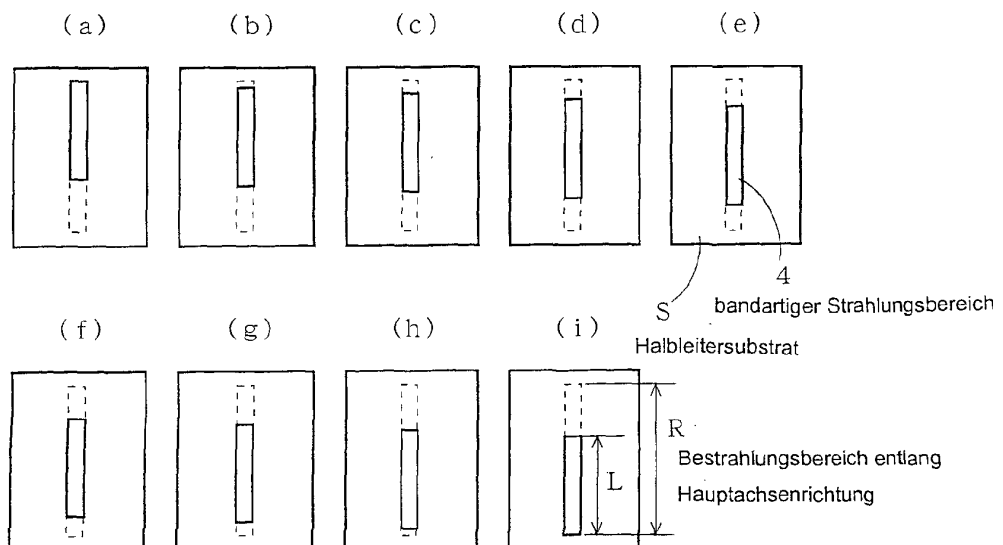 (a) (b) (c) (d) (e)
4
S bandartiger Strahlungsbereich
Halbleitersubstrat
(f) (g) (h) (i)
R
Bestrahlungsbereich entlang
L Hauptachsenrichtung